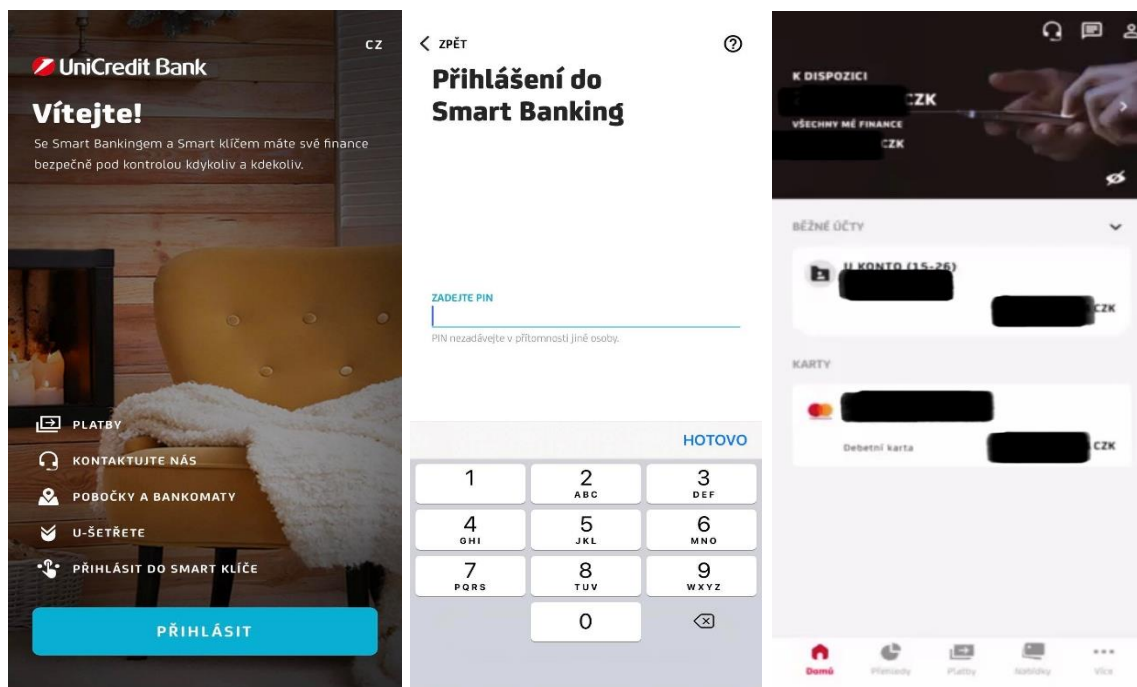 CZ
UniCredit Bank
Vítejte!
Se Smart Bankingem a Smart klíčem máte své finance
bezpečně pod kontrolou kdykoliv a kdekoliv.
PLATBY
KONTAKTUJTE NÁS
POBOČKY A BANKOMATY
U-ŠETŘETE
PŘIHLÁSIT DO SMART KLÍČE
PŘIHLÁSIT
ZPĚT
Přihlášení do
Smart Banking
ZADEJTE PIN
PIN nezadávejte v přítomnosti jiné osoby.
HOTOVO
1 2 3
ABC DEF
4 5 6
GHI JKL MNO
7 8 9
PQRS TUV WXYZ
0
K DISPOZICI
CZK
VŠECHNY MÉ FINANCE
CZK
BĚŽNÉ ÚČTY
U KONTO (15-26)
CZK
KARTY
Debetní karta CZK
Domů Přehledy Platby Nabídky Více